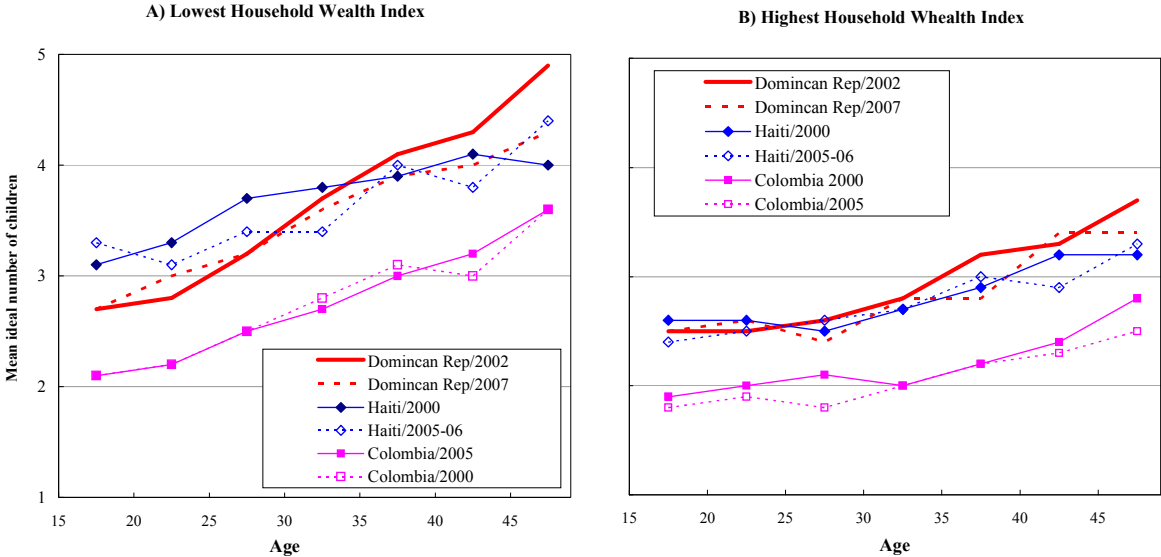 A) Lowest Household Wealth Index
Mean ideal number of children
5
4
3
2
1
Domincan Rep/2002
Domincan Rep/2007
Haiti/2000
Haiti/2005-06
Colombia/2005
Colombia/2000
15 20 25 30 35 40 45
Age
B) Highest Household Whealth Index
Domincan Rep/2002
Domincan Rep/2007
Haiti/2000
Haiti/2005-06
Colombia 2000
Colombia/2005
15 20 25 30 35 40 45
Age